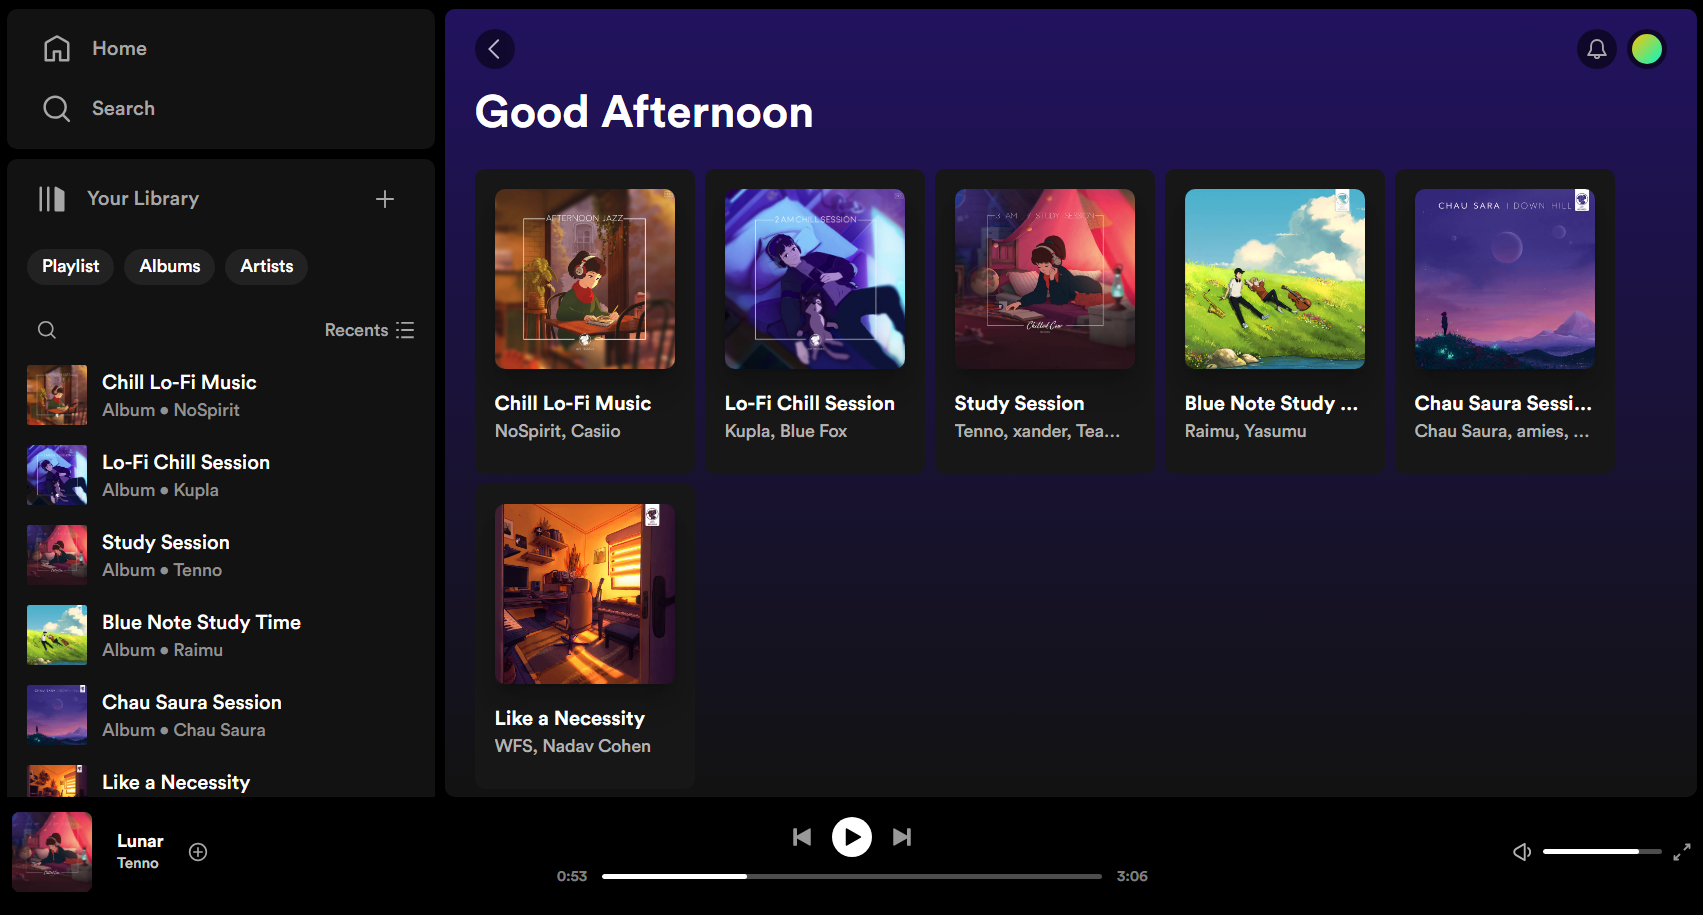 Home
Search
Your Library
Playlist
Albums
Artists
Recents
Chill Lo-Fi Music
Album • NoSpirit
Lo-Fi Chill Session
Album • Kupla
Study Session
Album • Tenno
Blue Note Study Time
Album • Raimu
Chau Saura Session
Album • Chau Saura
Like a Necessity
Good Afternoon
AFTERNOON JAZZ
Chill Lo-Fi Music
NoSpirit, Casiio
2 AM CHILL SESSION
Lo-Fi Chill Session
Kupla, Blue Fox
3 AM STUDY SESSION
Chilled Cow
Study Session
Tenno, xander, Tea...
Blue Note Study ...
Raimu, Yasumu
CHAU SARA | DOWN HILL
Chau Saura Sessi...
Chau Saura, amies, ...
Like a Necessity
WFS, Nadav Cohen
Lunar
Tenno
0:53
3:06